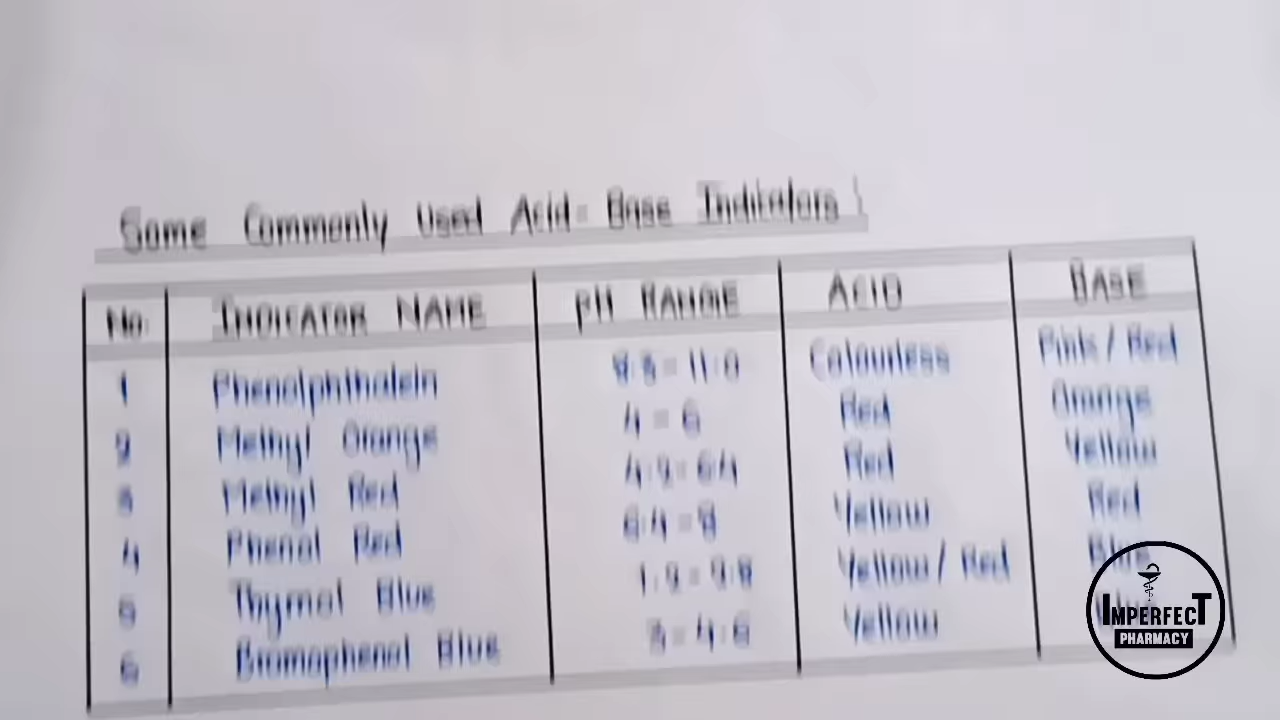 Some Commonly Used Acid-Base Indicators
No. INDICATOR NAME PH RANGE ACID BASE
1 Phenolphthalein Colourless Pink / Red
2 Methyl Orange 4 - 6 Red Orange
3 Methyl Red Red Yellow
4 Phenol Red Yellow Red
5 Thymol Blue Yellow / Red Blue
6 Bromophenol Blue Yellow
IMPERFECT
PHARMACY